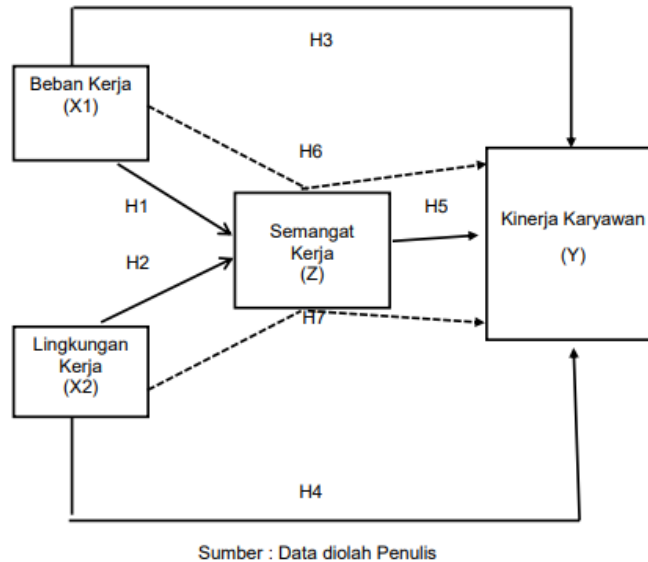 H3
Beban Kerja
(X1)
H6
H1
H5
Semangat
Kerja
(Z)
Kinerja Karyawan
(Y)
H2
H7
Lingkungan
Kerja
(X2)
H4
Sumber : Data diolah Penulis